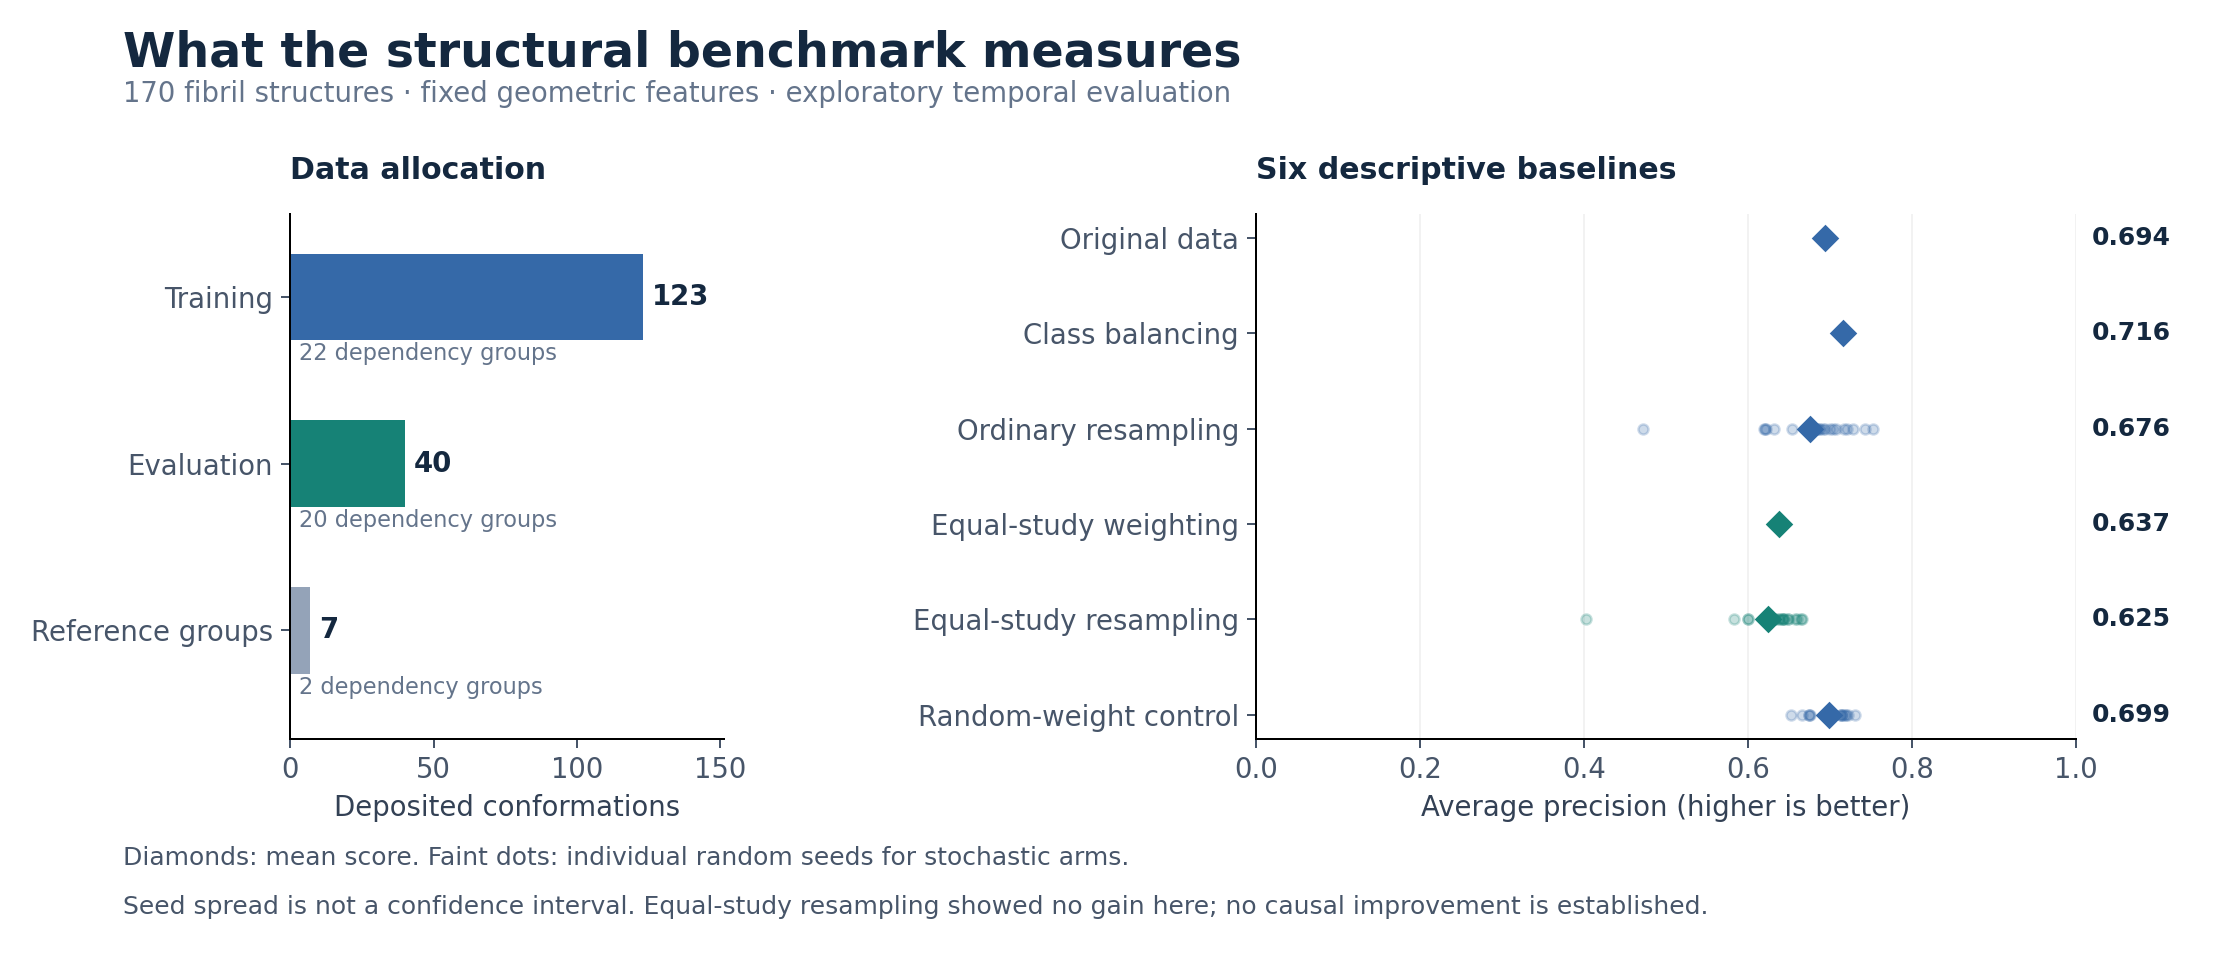 What the structural benchmark measures
170 fibril structures · fixed geometric features · exploratory temporal evaluation
Data allocation
Training
123
22 dependency groups
Evaluation
40
20 dependency groups
Reference groups
7
2 dependency groups
0 50 100 150
Deposited conformations
Six descriptive baselines
Original data 0.694
Class balancing 0.716
Ordinary resampling 0.676
Equal-study weighting 0.637
Equal-study resampling 0.625
Random-weight control 0.699
0.0 0.2 0.4 0.6 0.8 1.0
Average precision (higher is better)
Diamonds: mean score. Faint dots: individual random seeds for stochastic arms.
Seed spread is not a confidence interval. Equal-study resampling showed no gain here; no causal improvement is established.